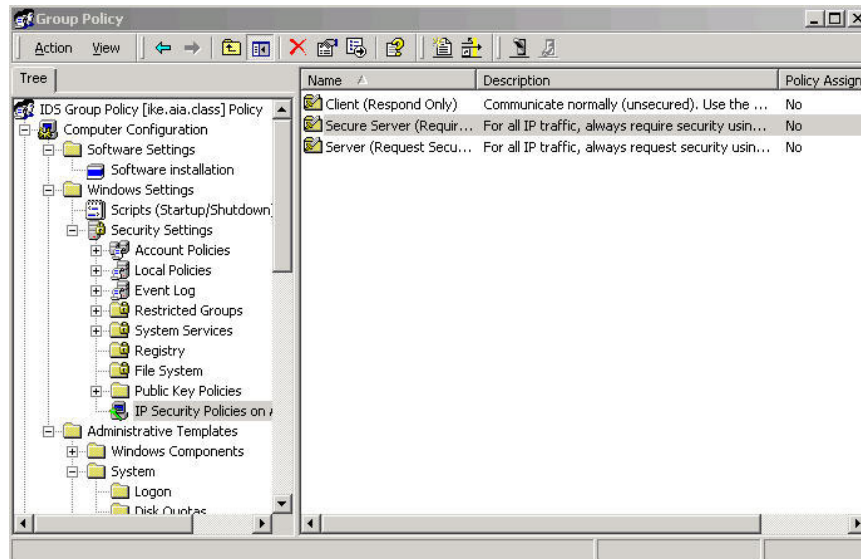 Group Policy
Action View
Tree
IDS Group Policy [ike.aia.class] Policy
Computer Configuration
Software Settings
Software installation
Windows Settings
Scripts (Startup/Shutdown)
Security Settings
Account Policies
Local Policies
Event Log
Restricted Groups
System Services
Registry
File System
Public Key Policies
IP Security Policies on A
Administrative Templates
Windows Components
System
Logon
Disk Quotas
Name Description Policy Assign
Client (Respond Only) Communicate normally (unsecured). Use the ... No
Secure Server (Requir... For all IP traffic, always require security usin... No
Server (Request Secu... For all IP traffic, always request security usin... No